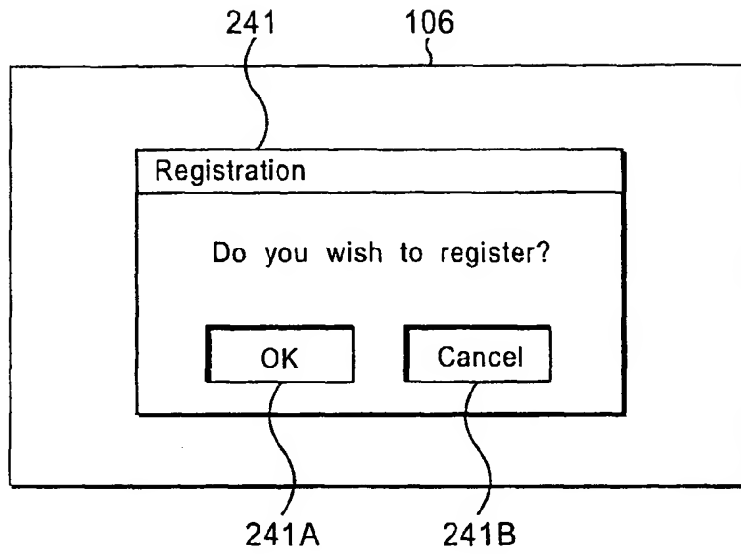 241 106
Registration
Do you wish to register?
OK Cancel
241A 241B